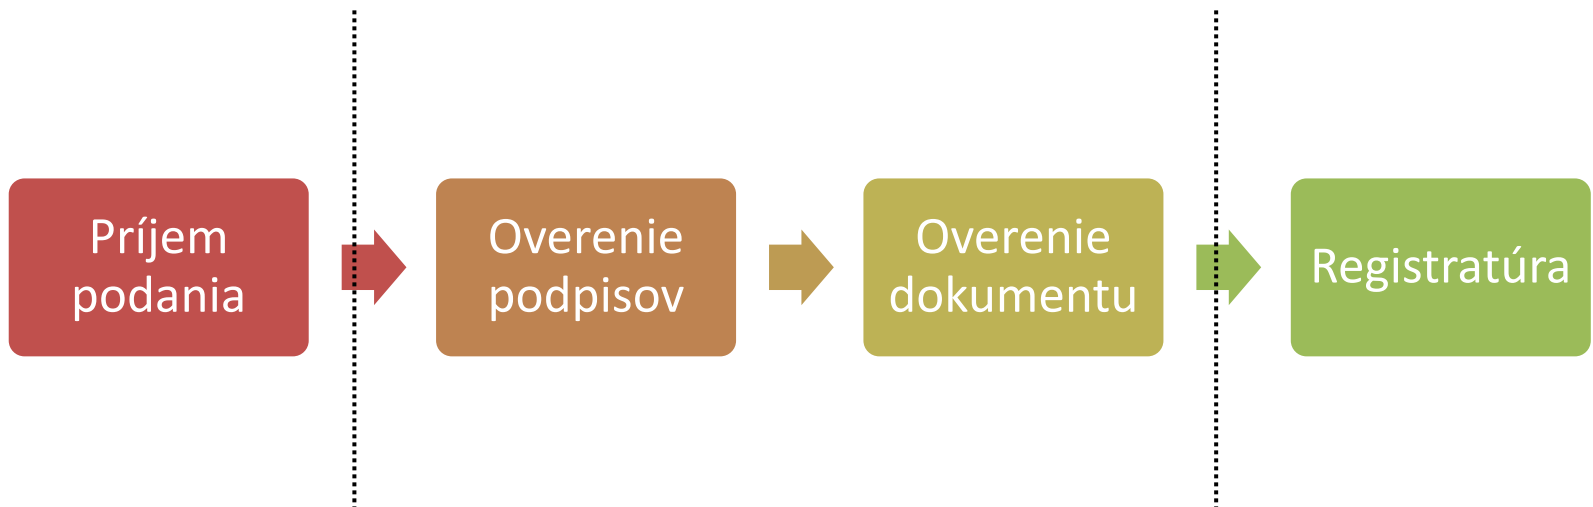 Príjem
podania
Overenie
podpisov
Overenie
dokumentu
Registratúra